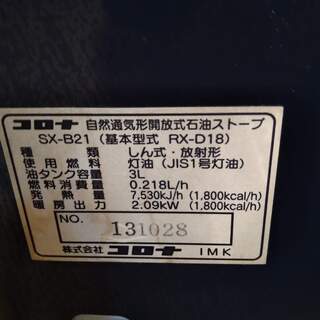 コロナ 自然通気形開放式石油ストーブ
SX-B21 (基本型式 RX-D18)
種類 しん式・放射形
使用燃料 灯油 (JIS1号灯油)
油タンク容量 3L
燃料消費量 0.218L/h
発熱量 7,530kJ/h (1,800kcal/h)
暖房出力 2.09kW (1,800kcal/h)
NO. 131028
株式会社 コロナ IMK